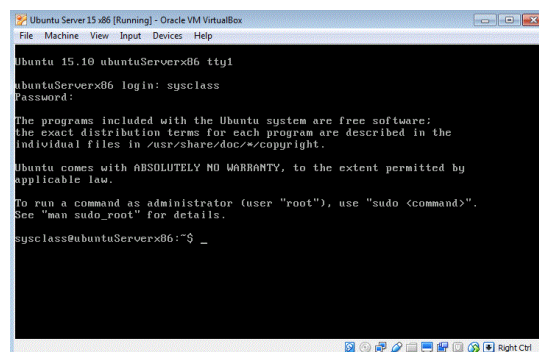 Ubuntu Server 15 x86 [Running] - Oracle VM VirtualBox
File Machine View Input Devices Help
Ubuntu 15.10 ubuntuServerx86 tty1
ubuntuServerx86 login: sysclass
Password:
The programs included with the Ubuntu system are free software;
the exact distribution terms for each program are described in the
individual files in /usr/share/doc/*/copyright.
Ubuntu comes with ABSOLUTELY NO WARRANTY, to the extent permitted by
applicable law.
To run a command as administrator (user "root"), use "sudo <command>".
See "man sudo_root" for details.
sysclass@ubuntuServerx86:~$ _
Right Ctrl